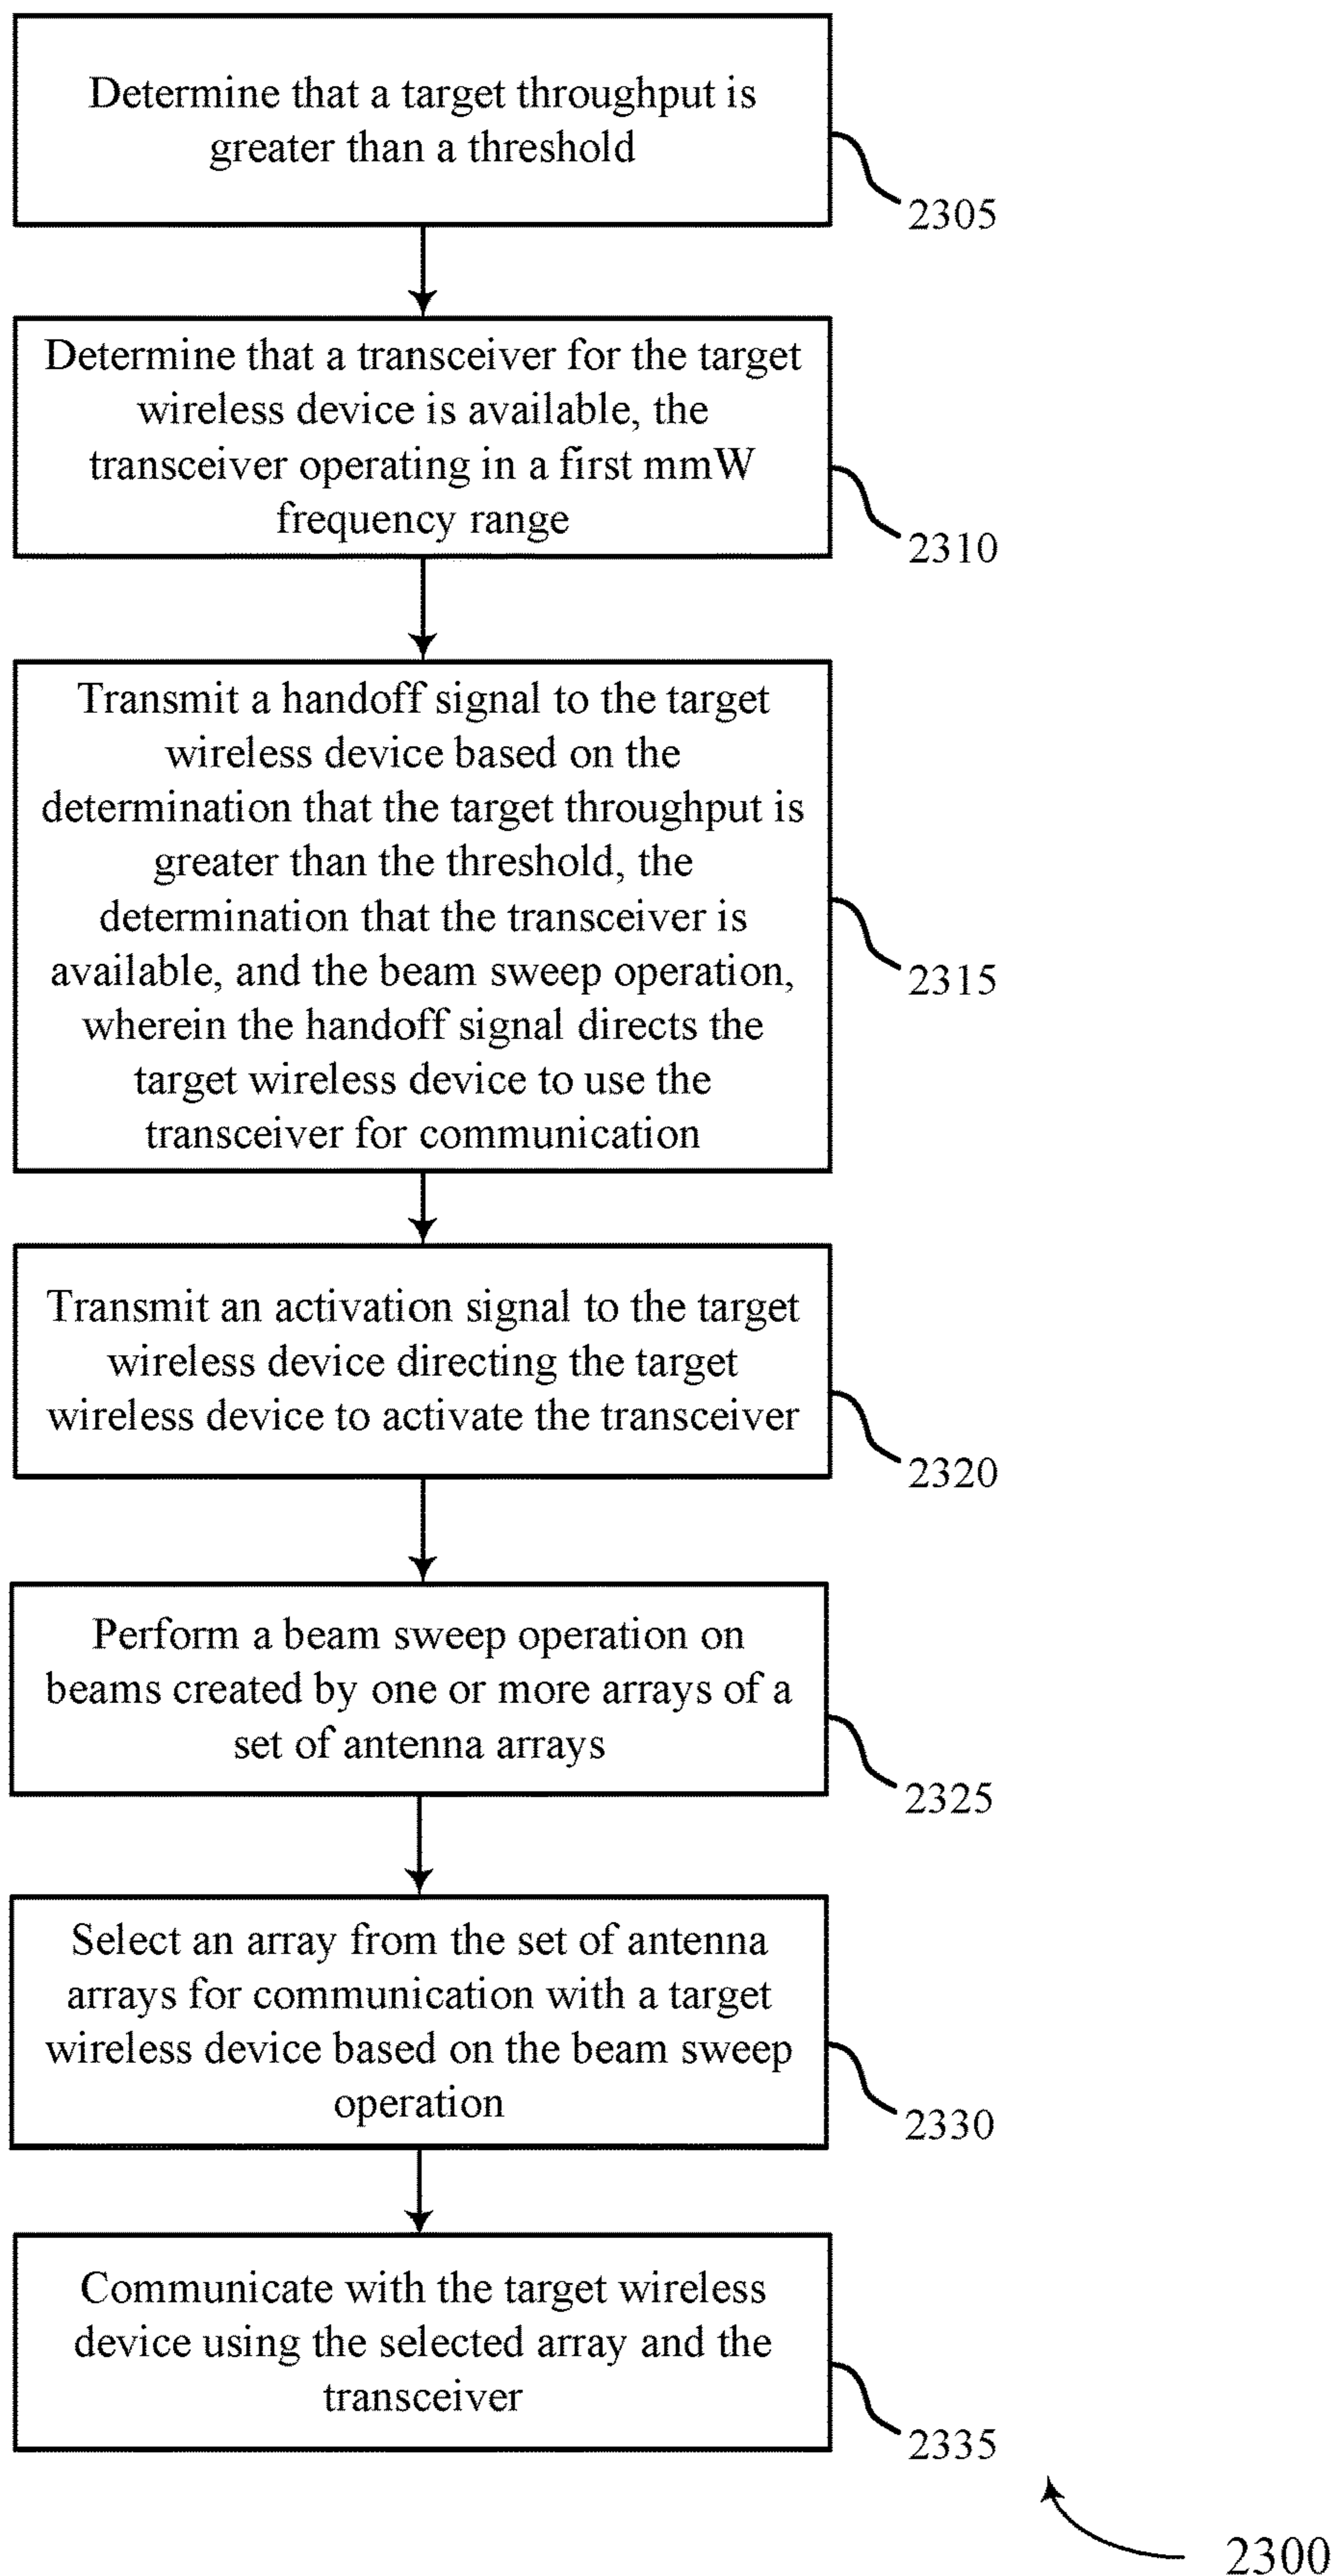 Determine that a target throughput is
greater than a threshold
2305
Determine that a transceiver for the target
wireless device is available, the
transceiver operating in a first mmW
frequency range
2310
Transmit a handoff signal to the target
wireless device based on the
determination that the target throughput is
greater than the threshold, the
determination that the transceiver is
available, and the beam sweep operation,
wherein the handoff signal directs the
target wireless device to use the
transceiver for communication
2315
Transmit an activation signal to the target
wireless device directing the target
wireless device to activate the transceiver
2320
Perform a beam sweep operation on
beams created by one or more arrays of a
set of antenna arrays
2325
Select an array from the set of antenna
arrays for communication with a target
wireless device based on the beam sweep
operation
2330
Communicate with the target wireless
device using the selected array and the
transceiver
2335
2300